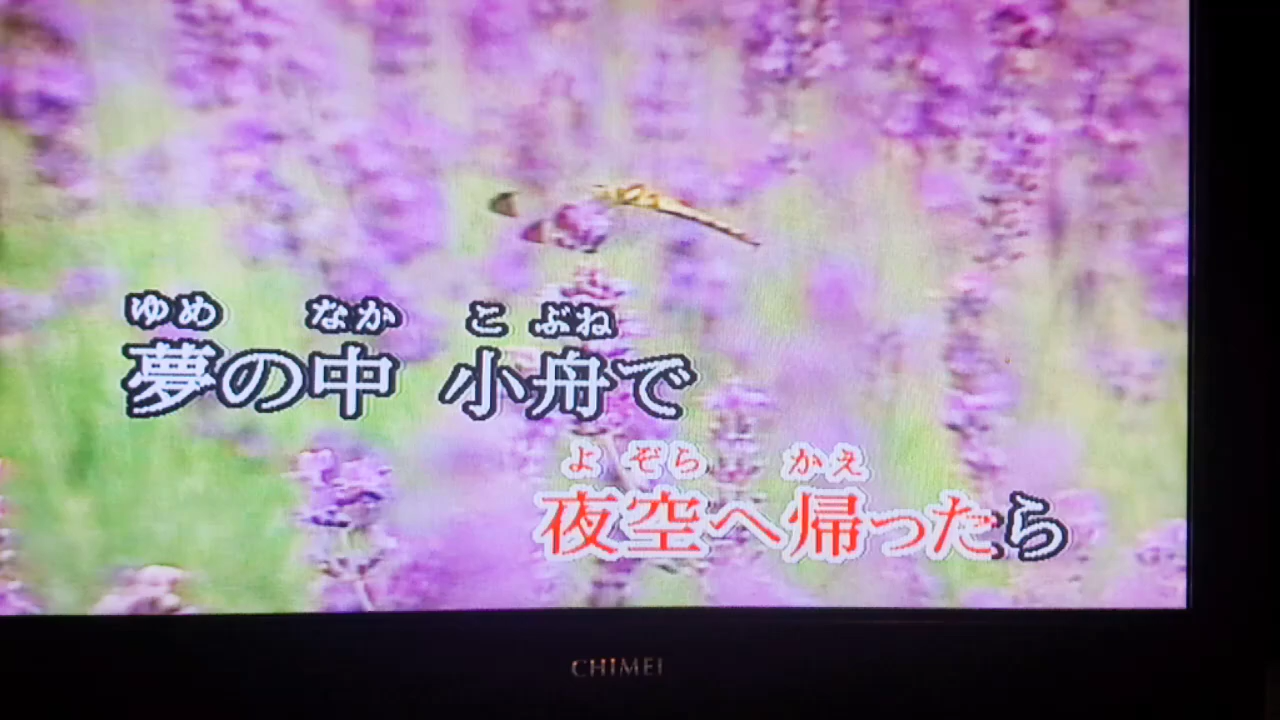 ゆめ なか こ ぶね
夢の中 小舟で
よ ぞら かえ
夜空へ帰ったら
CHIMEI